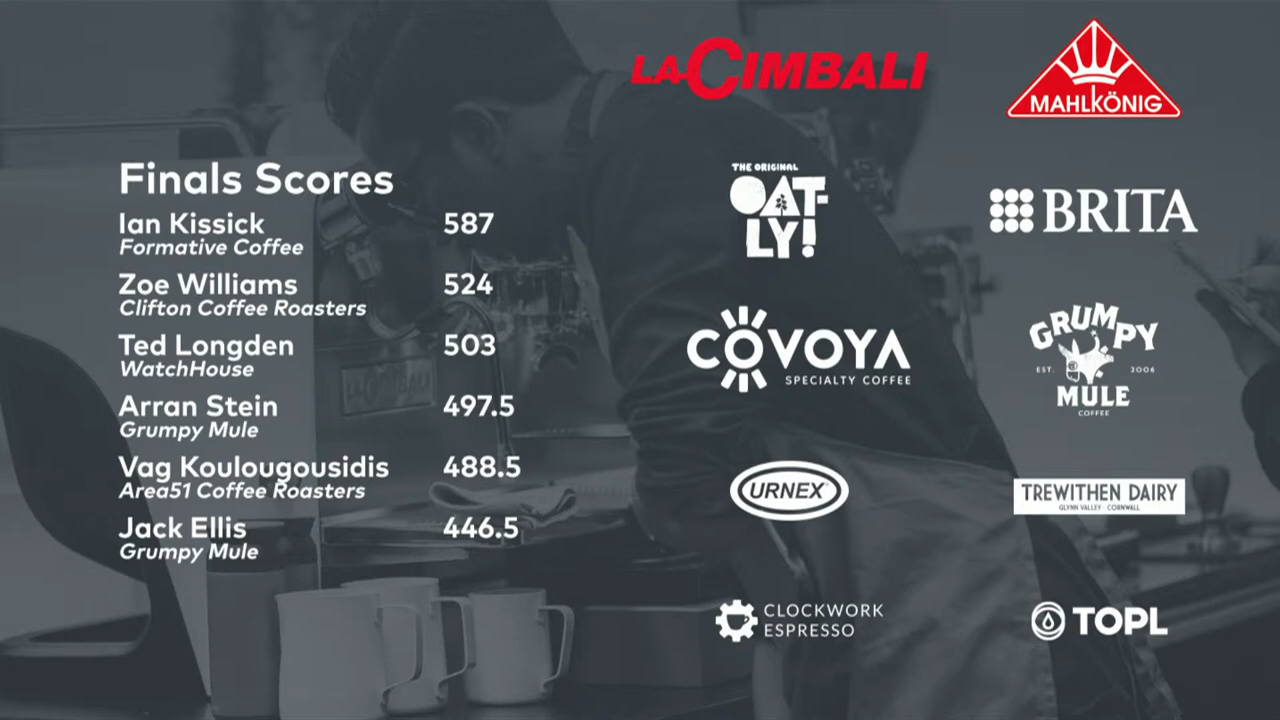 LACIMBALI
MAHLKÖNIG
Finals Scores
Ian Kissick 587
Formative Coffee
Zoe Williams 524
Clifton Coffee Roasters
Ted Longden 503
WatchHouse
Arran Stein 497.5
Grumpy Mule
Vag Koulougousidis 488.5
Area51 Coffee Roasters
Jack Ellis 446.5
Grumpy Mule
THE ORIGINAL
OAT-
LY!
BRITA
COVOYA
SPECIALTY COFFEE
GRUMPY
EST. 2006
MULE
COFFEE
URNEX
TREWITHEN DAIRY
GLYNN VALLEY · CORNWALL
CLOCKWORK
ESPRESSO
TOPL
LACIMBALI